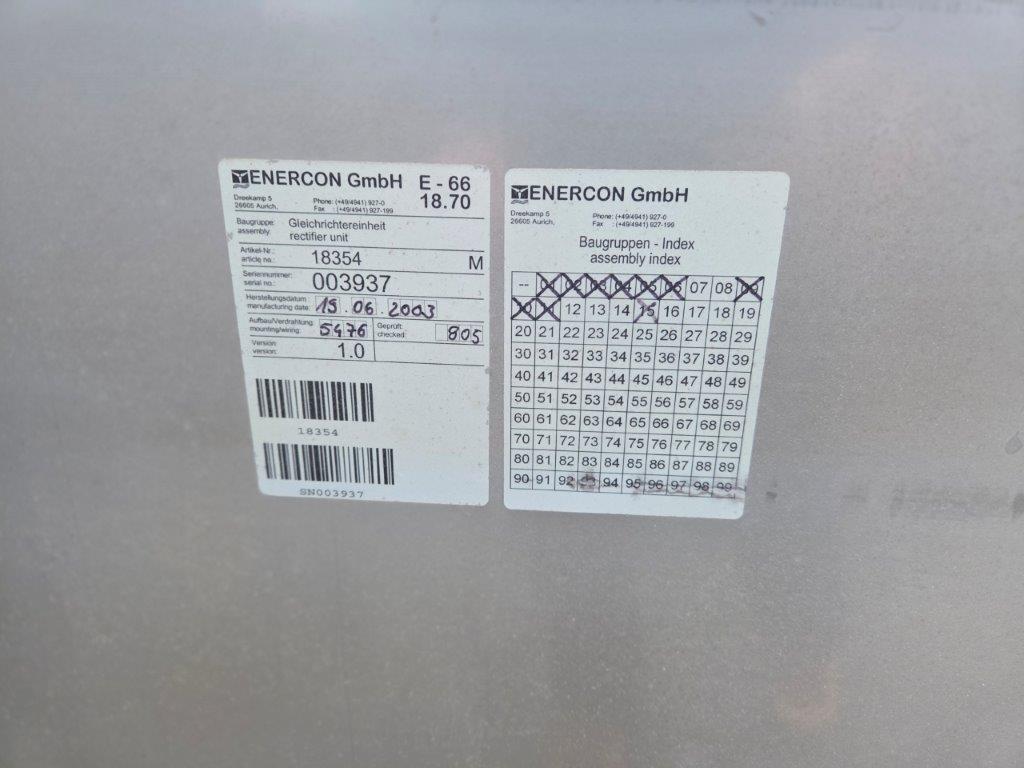 ENERCON GmbH E - 66
Dreekamp 5 Phone: (+49/4941) 927-0 18.70
26605 Aurich, Fax : (+49/4941) 927-199
Baugruppe: Gleichrichtereinheit
assembly: rectifier unit
Artikel-Nr.:
article no.: 18354 M
Seriennummer:
serial no.: 003937
Herstellungsdatum
manufacturing date: 15.06.2003
Aufbau/Verdrahtung Geprüft
mounting/wiring: 5476 checked: 805
Version:
version: 1.0
18354
SN003937
ENERCON GmbH
Dreekamp 5 Phone: (+49/4941) 927-0
26605 Aurich, Fax : (+49/4941) 927-199
Baugruppen - Index
assembly index
-- 01 02 03 04 05 06 07 08 09
10 11 12 13 14 15 16 17 18 19
20 21 22 23 24 25 26 27 28 29
30 31 32 33 34 35 36 37 38 39
40 41 42 43 44 45 46 47 48 49
50 51 52 53 54 55 56 57 58 59
60 61 62 63 64 65 66 67 68 69
70 71 72 73 74 75 76 77 78 79
80 81 82 83 84 85 86 87 88 89
90 91 92 94 95 96 97 98 99